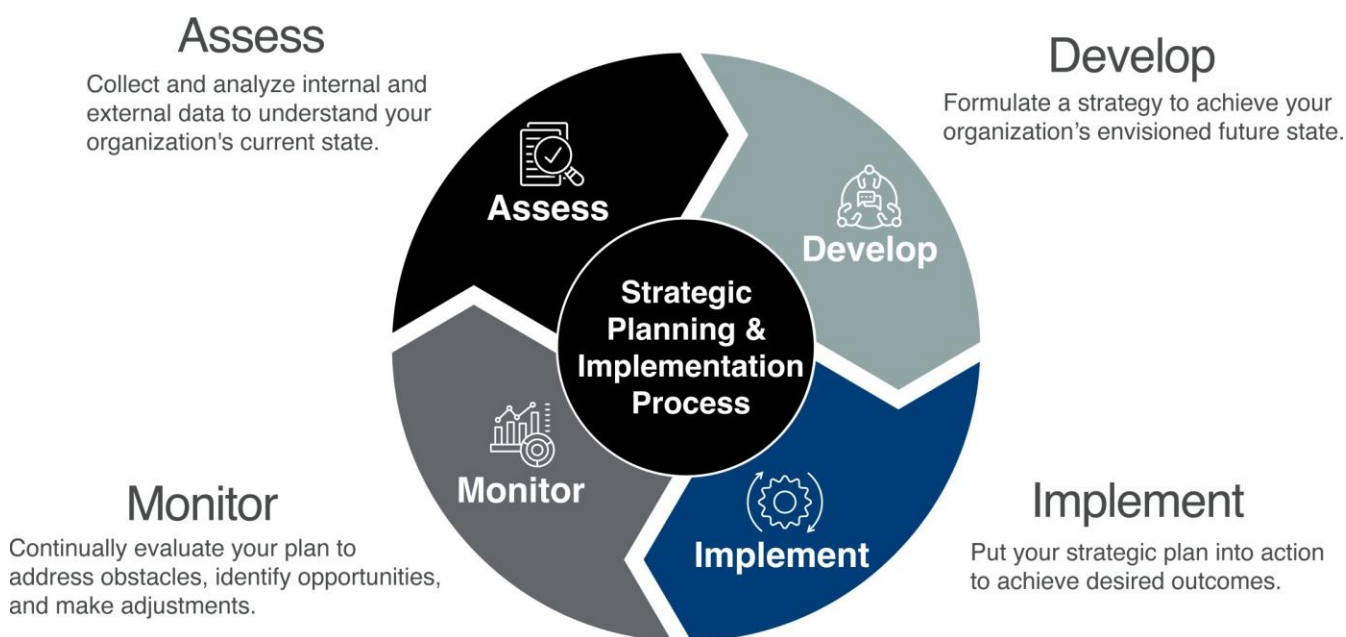 Assess
Collect and analyze internal and
external data to understand your
organization's current state.
Develop
Formulate a strategy to achieve your
organization’s envisioned future state.
Assess
Develop
Strategic
Planning &
Implementation
Process
Monitor
Implement
Monitor
Continually evaluate your plan to
address obstacles, identify opportunities,
and make adjustments.
Implement
Put your strategic plan into action
to achieve desired outcomes.